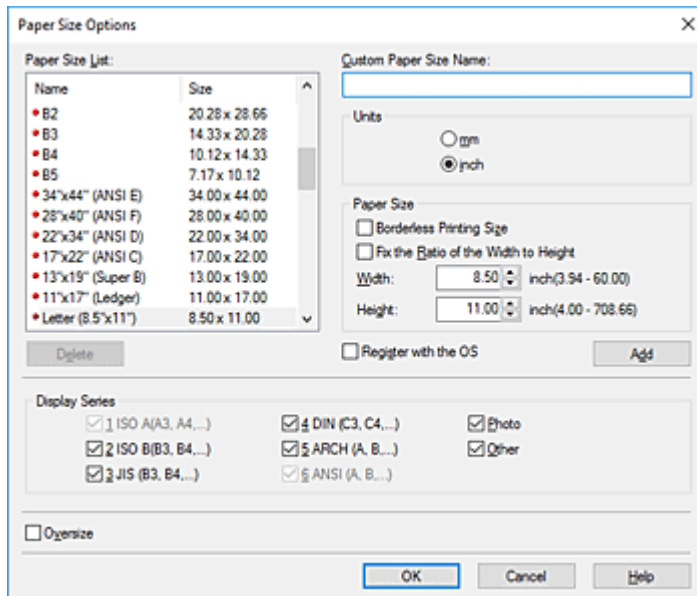 Paper Size Options
Paper Size List:
Name Size
B2 20.28 x 28.66
B3 14.33 x 20.28
B4 10.12 x 14.33
B5 7.17 x 10.12
34"x44" (ANSI E) 34.00 x 44.00
28"x40" (ANSI F) 28.00 x 40.00
22"x34" (ANSI D) 22.00 x 34.00
17"x22" (ANSI C) 17.00 x 22.00
13"x19" (Super B) 13.00 x 19.00
11"x17" (Ledger) 11.00 x 17.00
Letter (8.5"x11") 8.50 x 11.00
Delete
Custom Paper Size Name:
Units
mm
inch
Paper Size
Borderless Printing Size
Fix the Ratio of the Width to Height
Width: 8.50 inch(3.94 - 60.00)
Height: 11.00 inch(4.00 - 708.66)
Register with the OS
Add
Display Series
1 ISO A(A3, A4,...) 4 DIN (C3, C4,...) Photo
2 ISO B(B3, B4,...) 5 ARCH (A, B,...) Other
3 JIS (B3, B4,...) 6 ANSI (A, B,...)
Oversize
OK Cancel Help